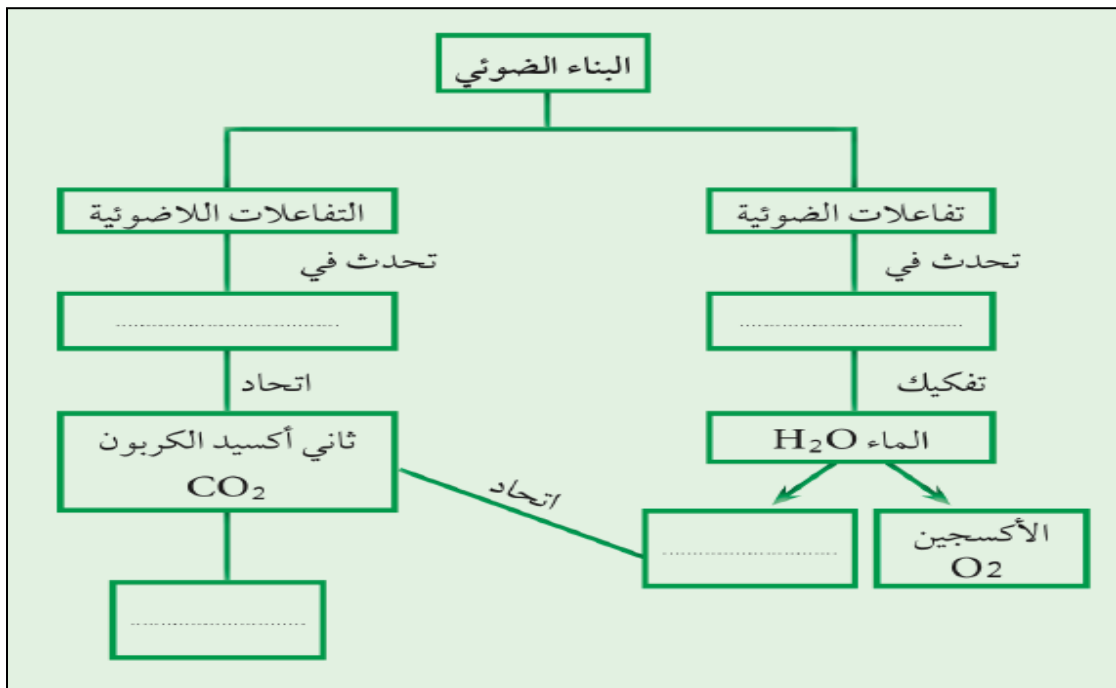 البناء الضوئي
تفاعلات الضوئية
التفاعلات اللاضوئية
تحدث في
تحدث في
................................
................................
تفكيك
اتحاد
الماء H₂O
ثاني أكسيد الكربون
CO₂
اتحاد
الأكسجين
O2
................................
................................